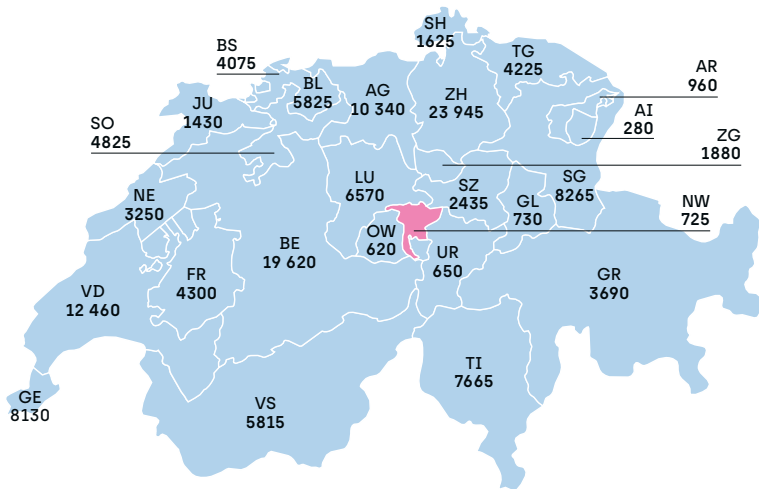 SH
1625
BS
4075
TG
4225
BL
5825
AG
10 340
ZH
23 945
AR
960
JU
1430
AI
280
SO
4825
ZG
1880
LU
6570
SZ
2435
GL
730
SG
8265
NE
3250
NW
725
OW
620
BE
19 620
UR
650
FR
4300
GR
3690
VD
12 460
TI
7665
GE
8130
VS
5815